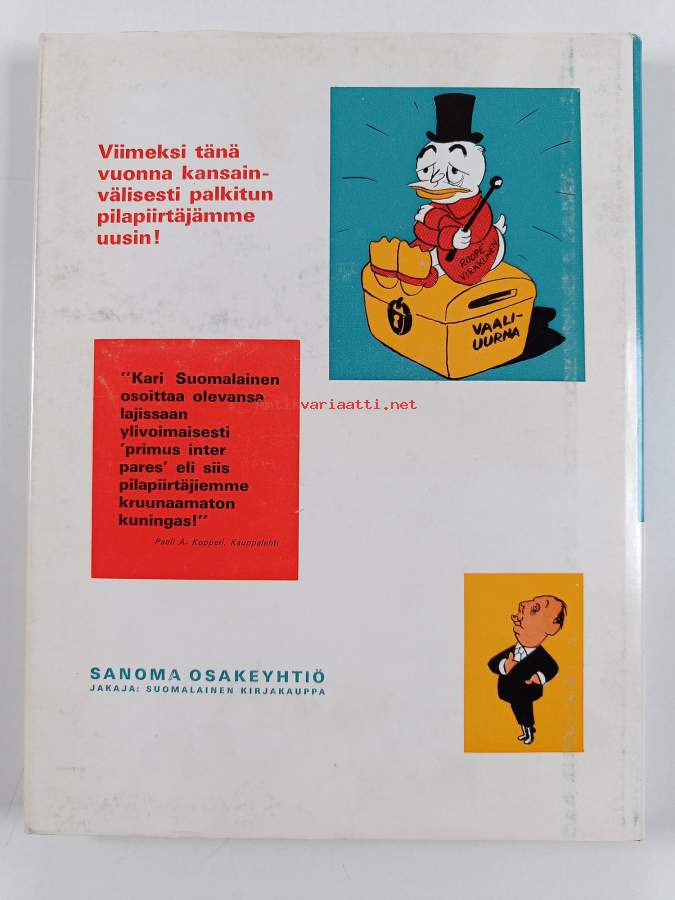 Viimeksi tänä
vuonna kansain-
välisesti palkitun
pilapiirtäjämme
uusin!
ROOPE-
VIRKKUNEN
VAALI-
UURNA
"Kari Suomalainen
osoittaa olevansa
lajissaan
ylivoimaisesti
'primus inter
pares' eli siis
pilapiirtäjiemme
kruunaamaton
kuningas!"
Pauli A. Kopperi, Kauppalehti
antikvariaatti.net
SANOMA OSAKEYHTIÖ
JAKAJA: SUOMALAINEN KIRJAKAUPPA